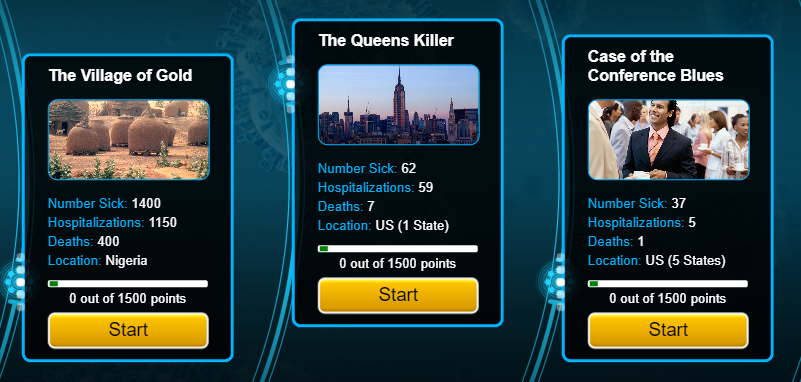 The Village of Gold
Number Sick: 1400
Hospitalizations: 1150
Deaths: 400
Location: Nigeria
0 out of 1500 points
Start
The Queens Killer
Number Sick: 62
Hospitalizations: 59
Deaths: 7
Location: US (1 State)
0 out of 1500 points
Start
Case of the
Conference Blues
Number Sick: 37
Hospitalizations: 5
Deaths: 1
Location: US (5 States)
0 out of 1500 points
Start